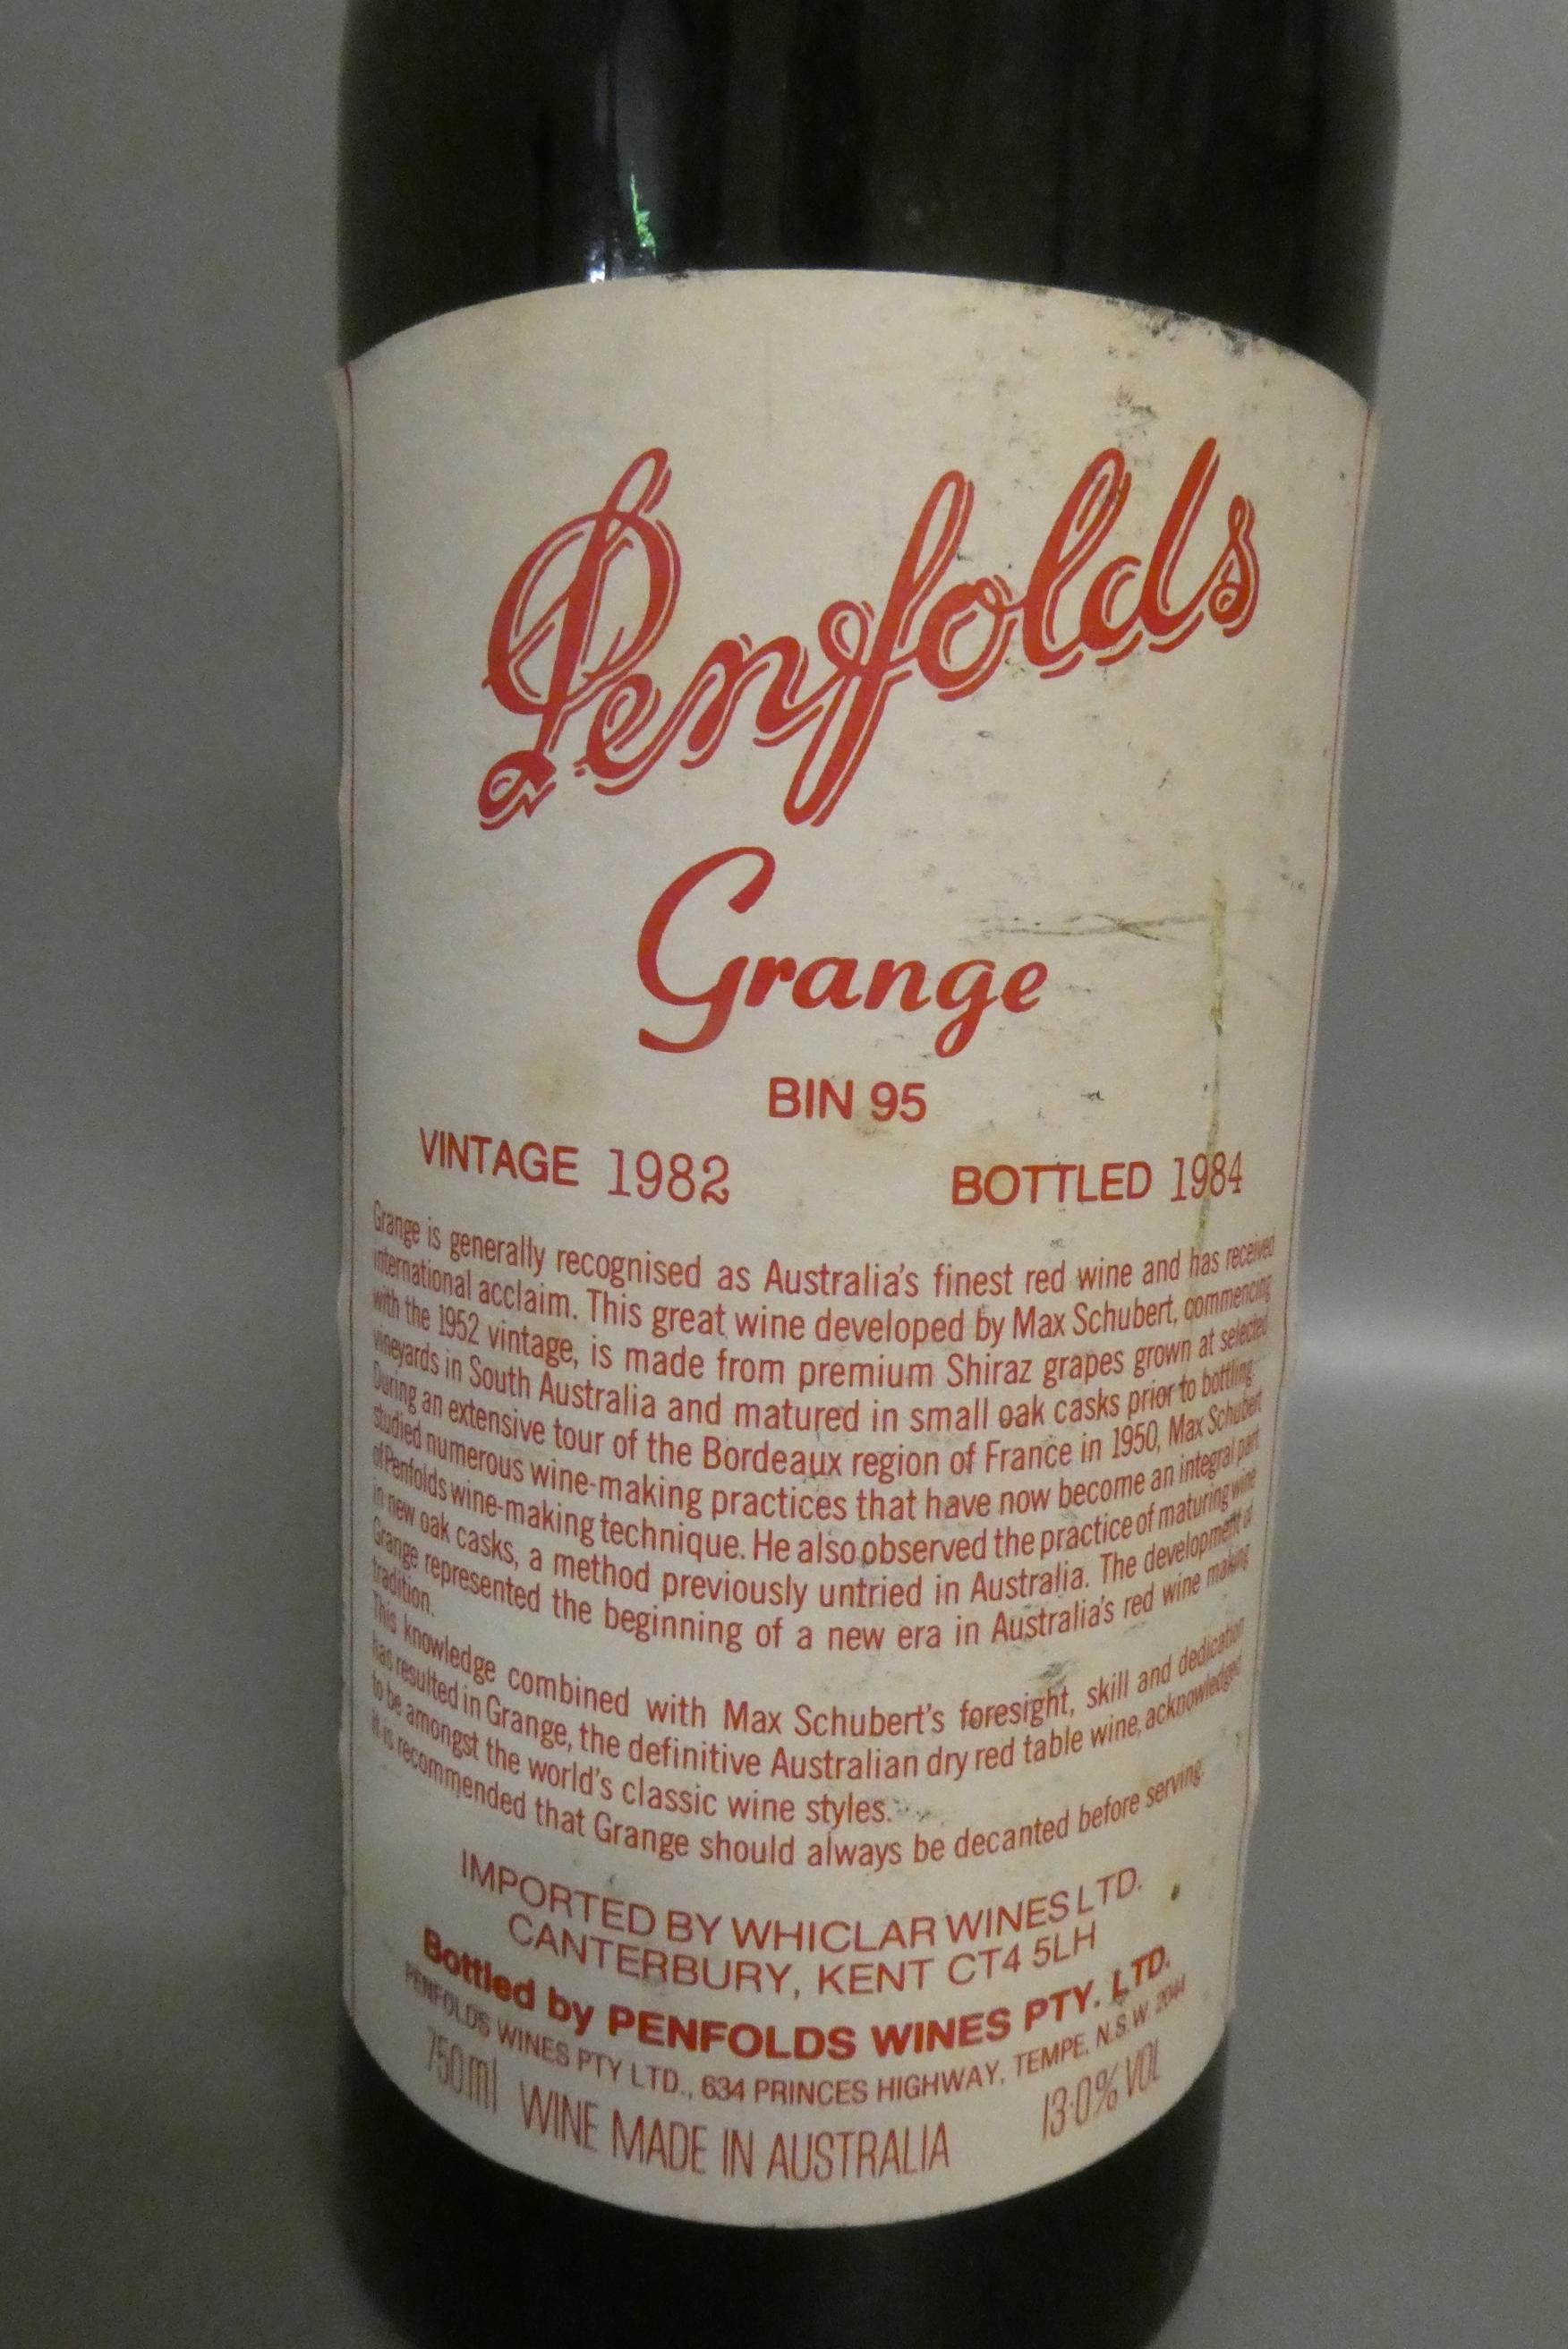 Penfolds
Grange
BIN 95
VINTAGE 1982 BOTTLED 1984
Grange is generally recognised as Australia's finest red wine and has received
international acclaim. This great wine developed by Max Schubert, commencing
with the 1952 vintage, is made from premium Shiraz grapes grown at selected
vineyards in South Australia and matured in small oak casks prior to bottling.
During an extensive tour of the Bordeaux region of France in 1950, Max Schubert
studied numerous wine-making practices that have now become an integral part
of Penfolds wine-making technique. He also observed the practice of maturing wine
in new oak casks, a method previously untried in Australia. The development of
Grange represented the beginning of a new era in Australia's red wine making
tradition.
This knowledge combined with Max Schubert's foresight, skill and dedication
has resulted in Grange, the definitive Australian dry red table wine, acknowledged
to be amongst the world's classic wine styles.
It is recommended that Grange should always be decanted before serving.
IMPORTED BY WHICLAR WINES LTD.
CANTERBURY, KENT CT4 5LH
Bottled by PENFOLDS WINES PTY. LTD.
PENFOLDS WINES PTY LTD., 634 PRINCES HIGHWAY, TEMPE, N.S.W. 2044
750ml WINE MADE IN AUSTRALIA 13·0% VOL